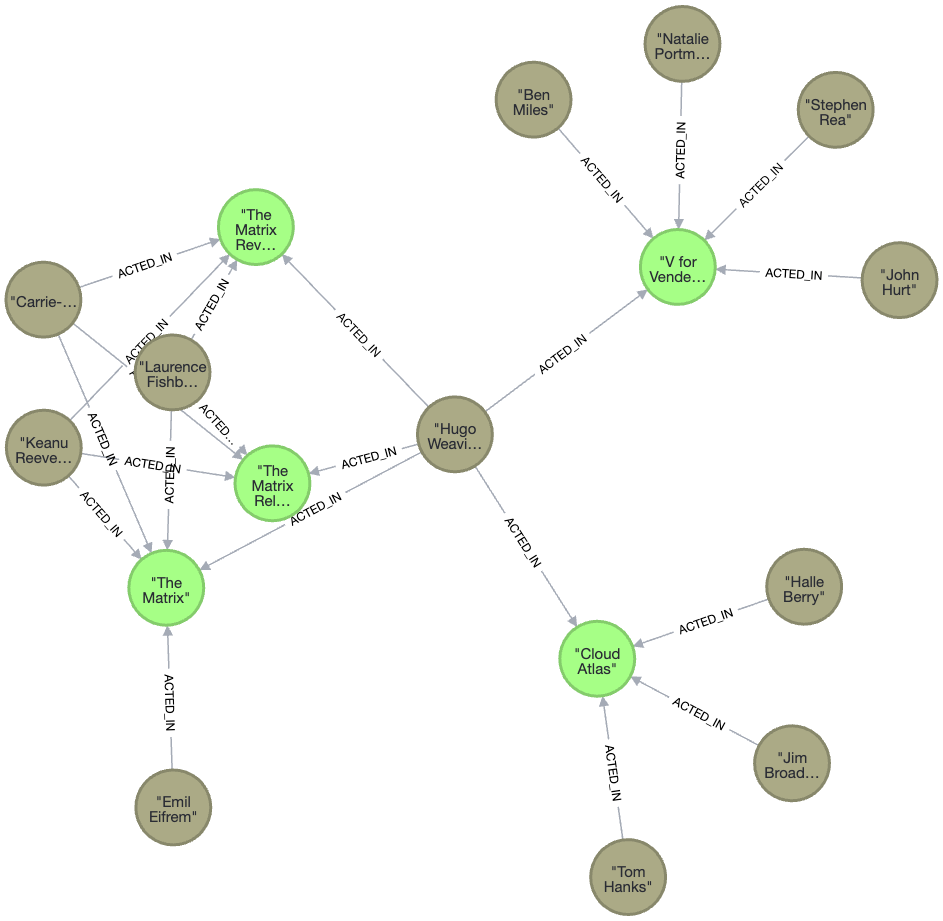 "Natalie
Portm…
"Ben
Miles"
"Stephen
Rea"
ACTED_IN
ACTED_IN
ACTED_IN
"The
Matrix
Rev…
"V for
Vende…
ACTED_IN
"John
Hurt"
ACTED_IN
"Carrie-…
ACTED_IN
ACTED_IN
ACTED_IN
ACTED_IN
"Laurence
Fishb…
ACTED…
ACTED_IN
"Keanu
Reeve…
"Hugo
Weavi…
ACTED_IN
ACTED_IN
ACTED_IN
"The
Matrix
Rel…
ACTED_IN
ACTED_IN
ACTED_IN
"The
Matrix"
"Halle
Berry"
ACTED_IN
"Cloud
Atlas"
ACTED_IN
ACTED_IN
"Jim
Broad…
ACTED_IN
"Emil
Eifrem"
"Tom
Hanks"